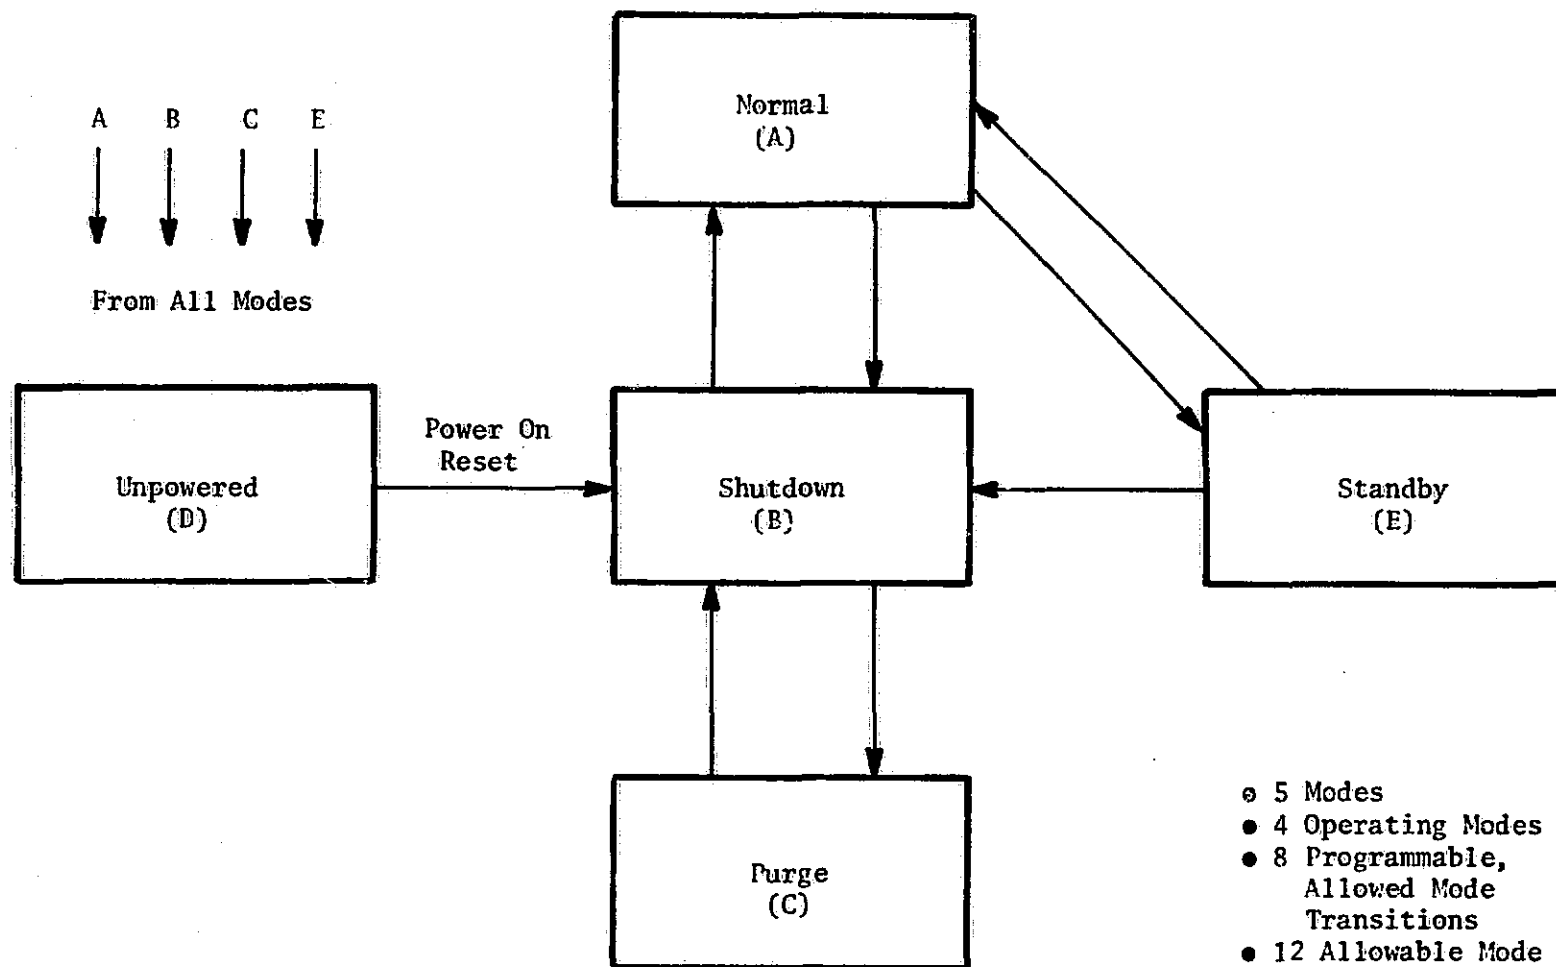 Normal
(A)
A B C E
From All Modes
Power On
Reset
Unpowered
(D)
Shutdown
(B)
Standby
(E)
Purge
(C)
● 5 Modes
● 4 Operating Modes
● 8 Programmable,
Allowed Mode
Transitions
● 12 Allowable Mode